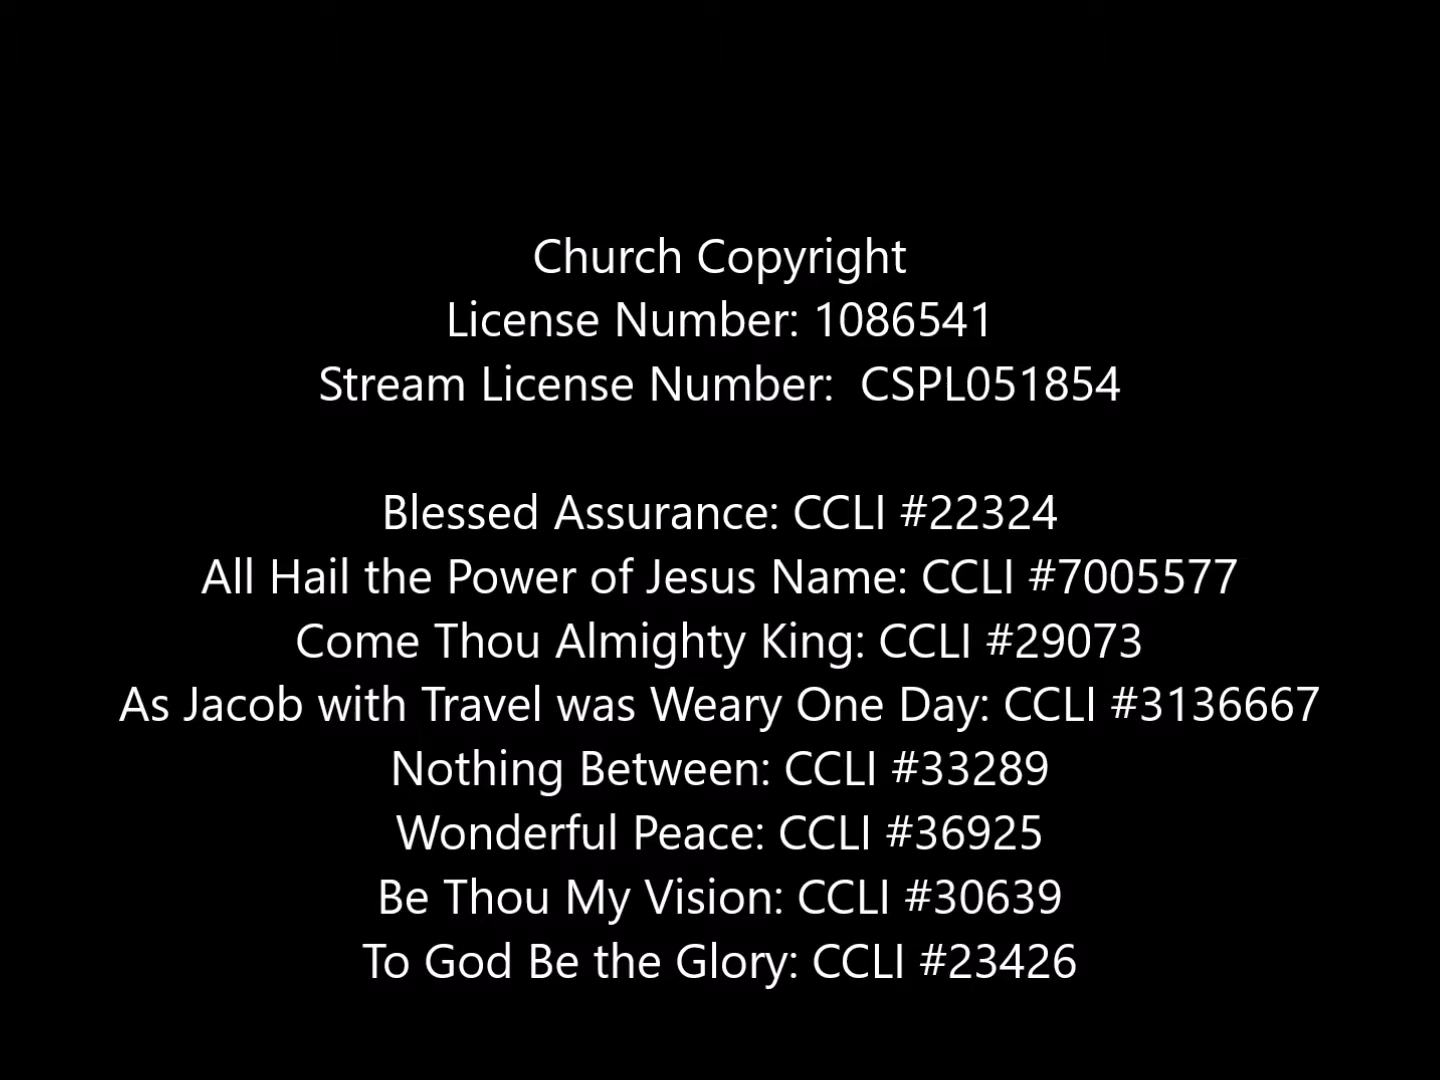 Church Copyright
License Number: 1086541
Stream License Number:  CSPL051854
Blessed Assurance: CCLI #22324
All Hail the Power of Jesus Name: CCLI #7005577
Come Thou Almighty King: CCLI #29073
As Jacob with Travel was Weary One Day: CCLI #3136667
Nothing Between: CCLI #33289
Wonderful Peace: CCLI #36925
Be Thou My Vision: CCLI #30639
To God Be the Glory: CCLI #23426